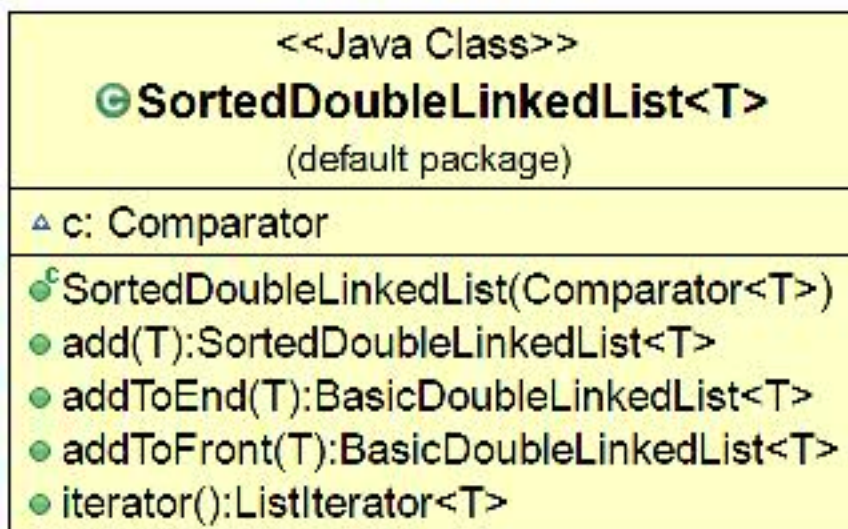 <<Java Class>>
C SortedDoubleLinkedList<T>
(default package)
c: Comparator
c SortedDoubleLinkedList(Comparator<T>)
add(T):SortedDoubleLinkedList<T>
addToEnd(T):BasicDoubleLinkedList<T>
addToFront(T):BasicDoubleLinkedList<T>
iterator():ListIterator<T>